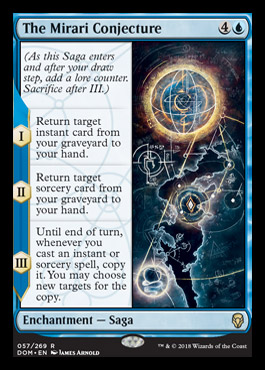 The Mirari Conjecture 4
(As this Saga enters
and after your draw
step, add a lore counter.
Sacrifice after III.)
I
Return target
instant card from
your graveyard to
your hand.
II
Return target
sorcery card from
your graveyard to
your hand.
III
Until end of turn,
whenever you
cast an instant or
sorcery spell, copy
it. You may choose
new targets for the
copy.
Enchantment — Saga
057/269 R
DOM • EN JAMES ARNOLD
™ & © 2018 Wizards of the Coast